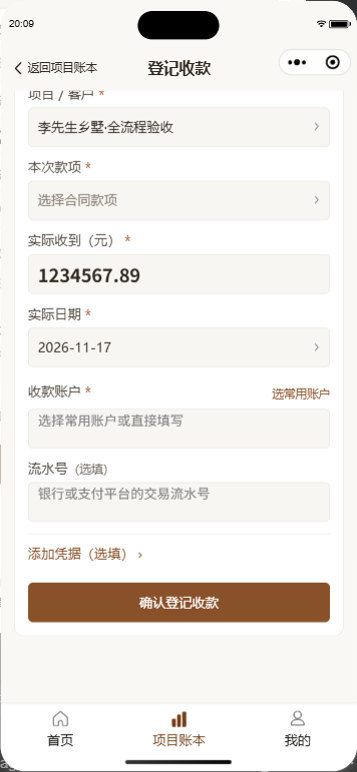 20:09
返回项目账本
登记收款
项目 / 客户 *
李先生乡墅·全流程验收
本次款项 *
选择合同款项
实际收到（元） *
1234567.89
实际日期 *
2026-11-17
收款账户 *
选常用账户
选择常用账户或直接填写
流水号（选填）
银行或支付平台的交易流水号
添加凭据（选填） ›
确认登记收款
首页
项目账本
我的